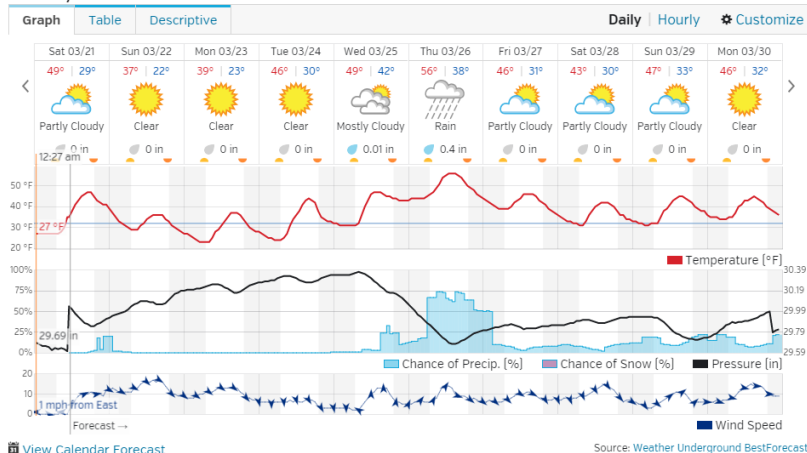 Graph Table Descriptive Daily | Hourly Customize
Sat 03/21 Sun 03/22 Mon 03/23 Tue 03/24 Wed 03/25 Thu 03/26 Fri 03/27 Sat 03/28 Sun 03/29 Mon 03/30
49° | 29° 37° | 22° 39° | 23° 46° | 30° 49° | 42° 56° | 38° 46° | 31° 43° | 30° 47° | 33° 46° | 32°
Partly Cloudy Clear Clear Clear Mostly Cloudy Rain Partly Cloudy Partly Cloudy Partly Cloudy Clear
0 in 0 in 0 in 0 in 0.01 in 0.4 in 0 in 0 in 0 in 0 in
12:27 am
50 °F
40 °F
30 °F
27 °F
20 °F
Temperature [°F]
100% 30.39
75% 30.19
50% 29.99
29.69 in
25% 29.79
0% 29.59
Chance of Precip. [%] Chance of Snow [%] Pressure [in]
20
10
1 mph from East
0
Forecast → Wind Speed
View Calendar Forecast Source: Weather Underground BestForecast